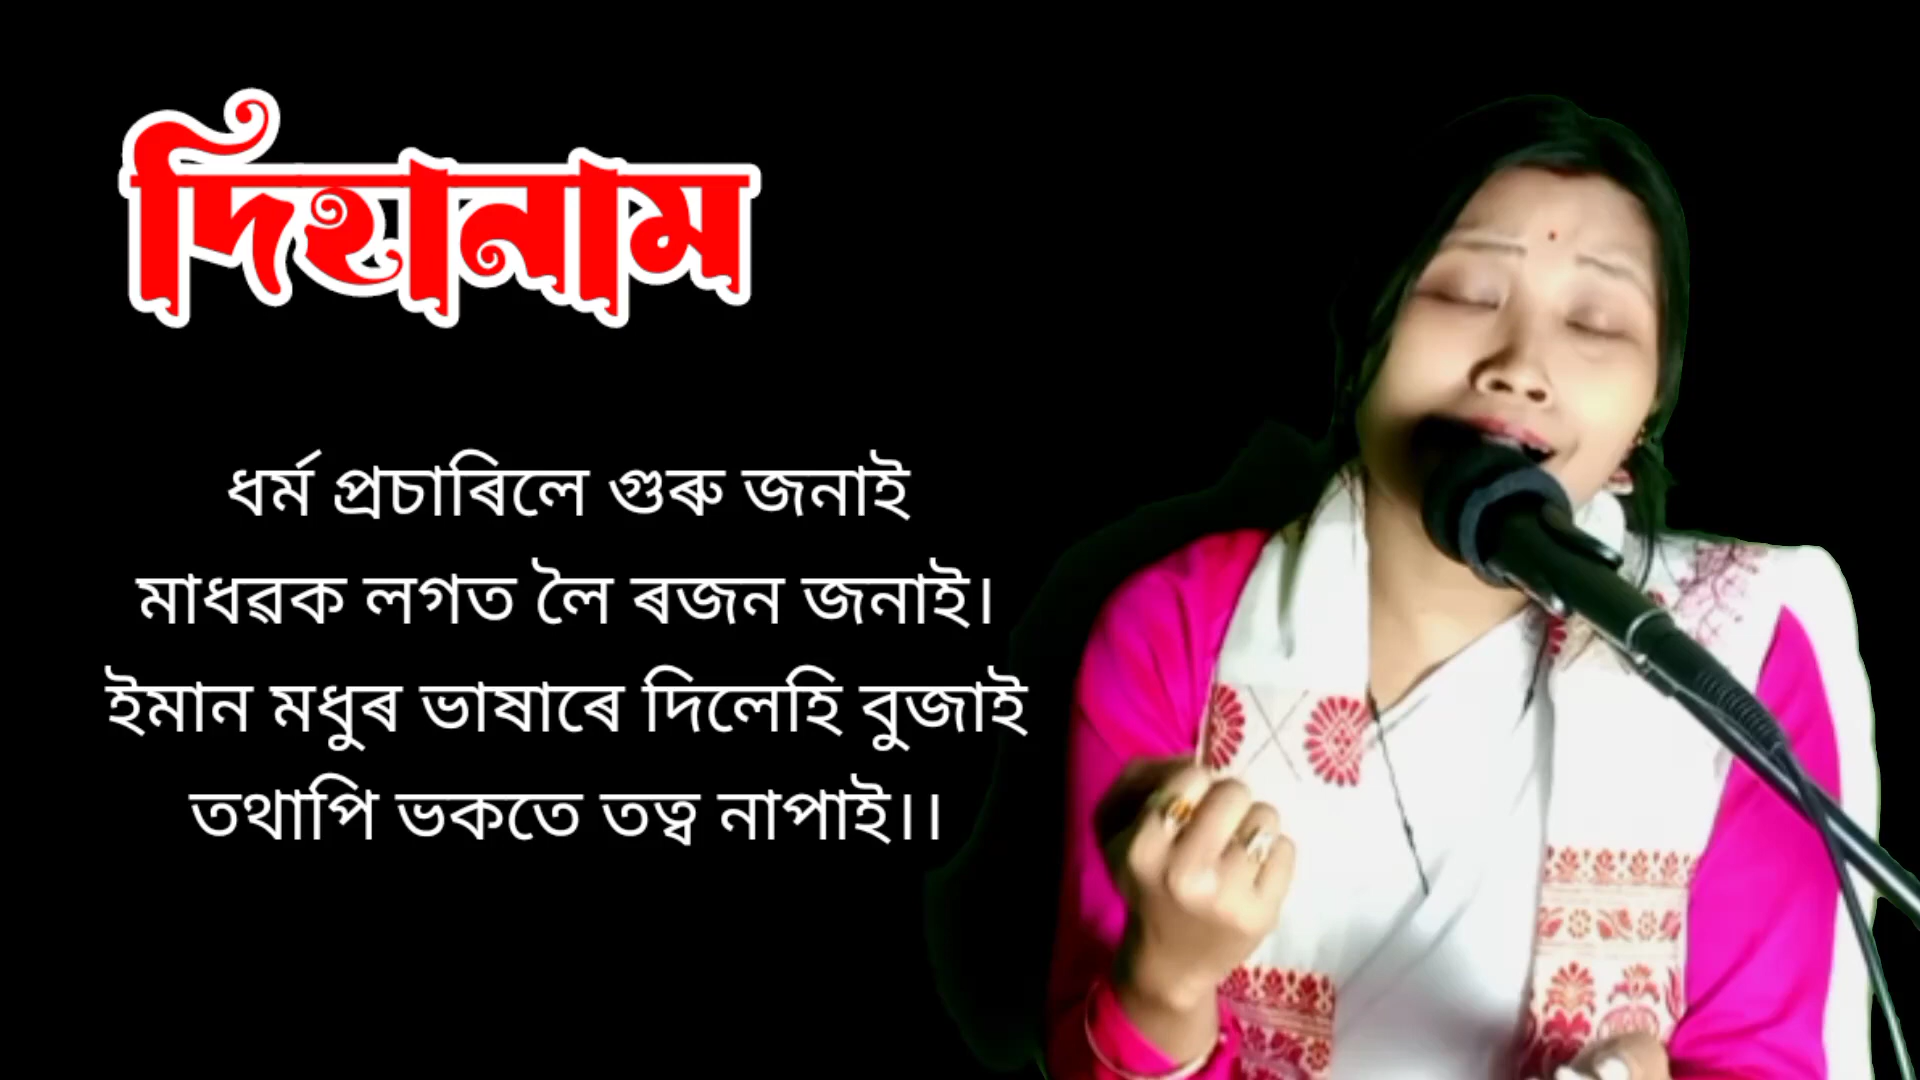 দিহানাম
ধৰ্ম প্ৰচাৰিলে গুৰু জনাই
মাধৱক লগত লৈ ৰজন জনাই।
ইমান মধুৰ ভাষাৰে দিলেহি বুজাই
তথাপি ভকতে তত্ব নাপাই।।